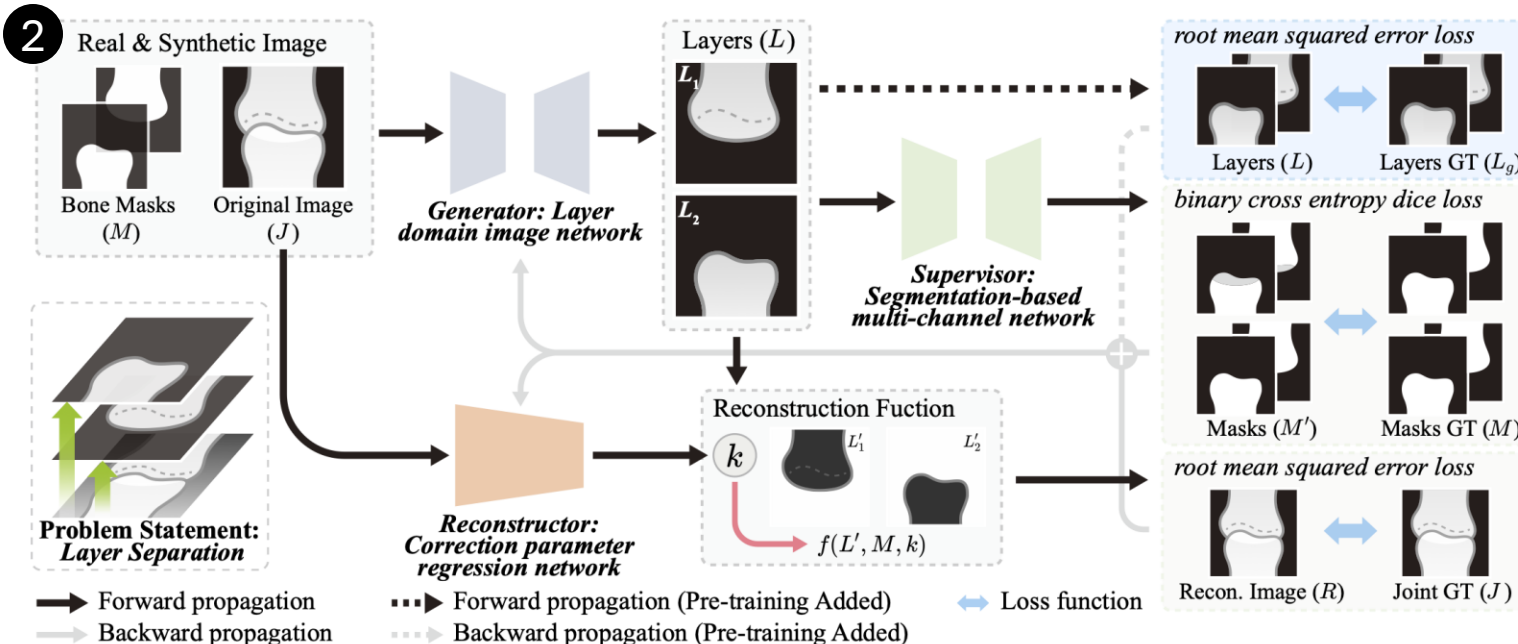 2
Real & Synthetic Image
Bone Masks
(M)
Original Image
(J)
Generator: Layer
domain image network
Layers (L)
L₁
L₂
Supervisor:
Segmentation-based
multi-channel network
root mean squared error loss
Layers (L)
Layers GT (L_g)
binary cross entropy dice loss
Masks (M′)
Masks GT (M)
root mean squared error loss
Recon. Image (R)
Joint GT (J)
Problem Statement:
Layer Separation
Reconstructor:
Correction parameter
regression network
Reconstruction Fuction
k
L′₁
L′₂
f(L′, M, k)
Forward propagation
Backward propagation
Forward propagation (Pre-training Added)
Backward propagation (Pre-training Added)
Loss function